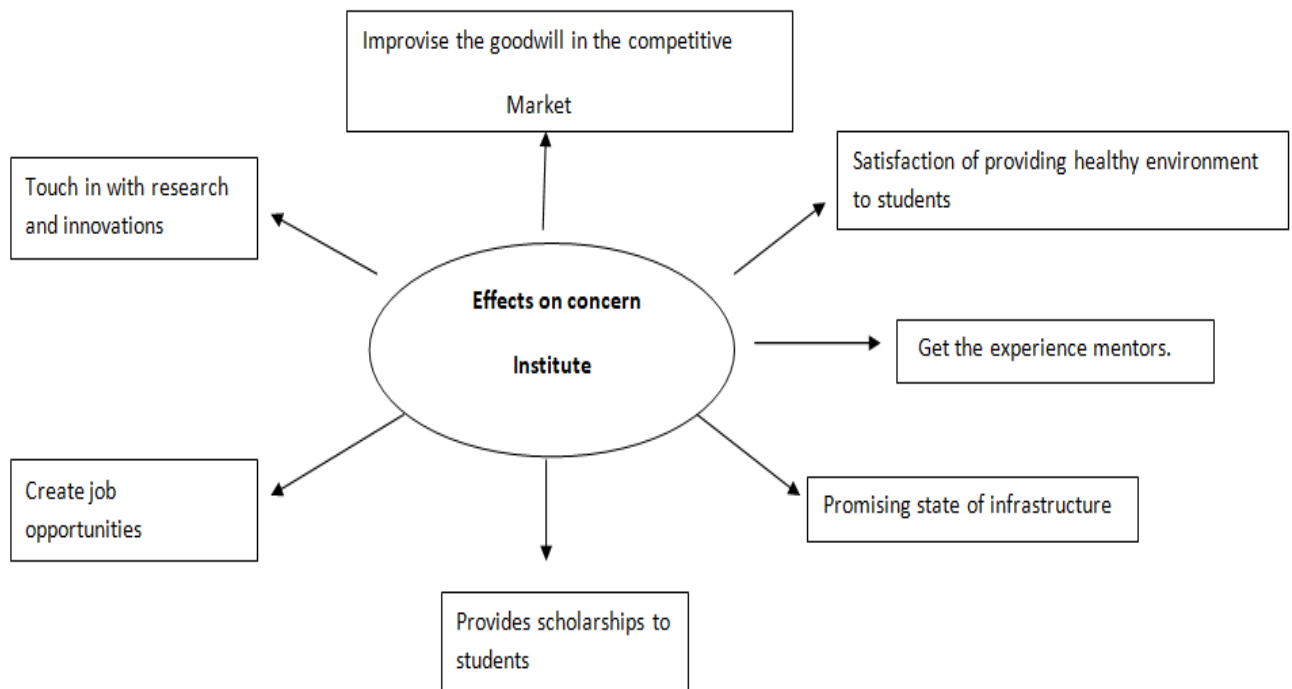 Improvise the goodwill in the competitive
Market
Satisfaction of providing healthy environment
to students
Touch in with research
and innovations
Effects on concern
Institute
Get the experience mentors.
Create job
opportunities
Promising state of infrastructure
Provides scholarships to
students